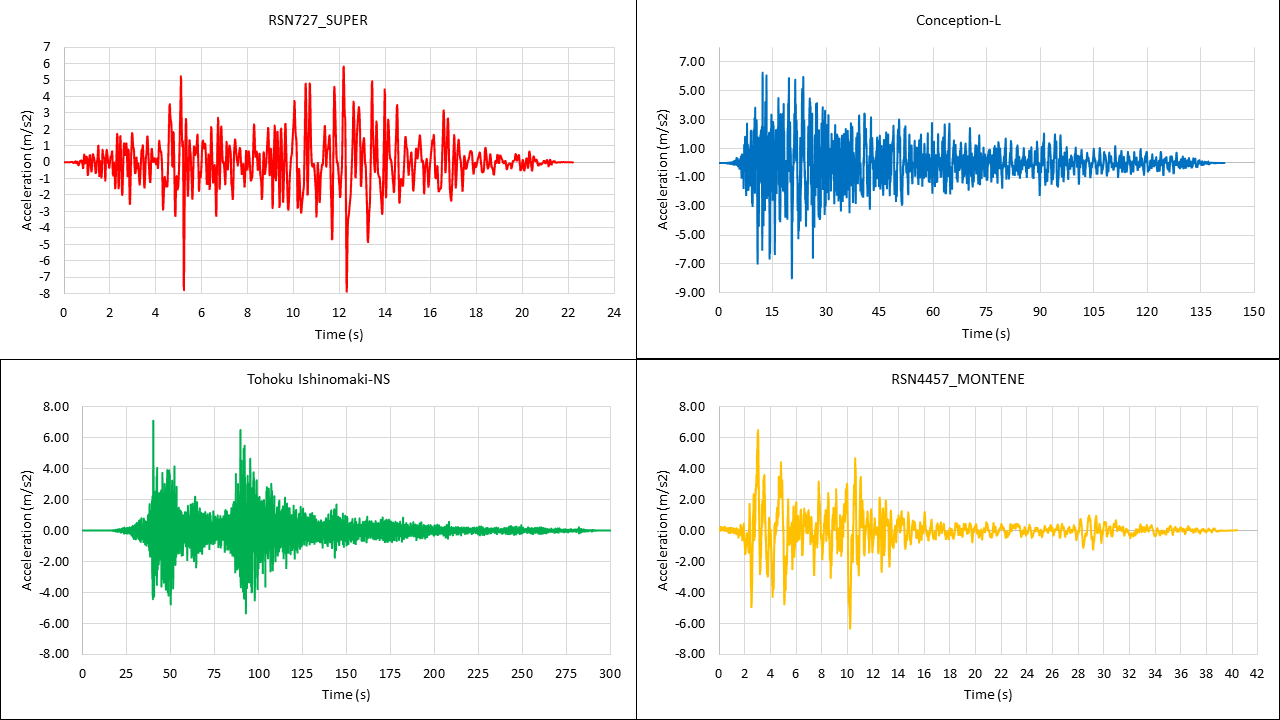 RSN727_SUPER
7
6
5
4
3
2
1
0
-1
-2
-3
-4
-5
-6
-7
-8
Acceleration (m/s2)
0 2 4 6 8 10 12 14 16 18 20 22 24
Time (s)
Conception-L
7.00
5.00
3.00
1.00
-1.00
-3.00
-5.00
-7.00
-9.00
Acceleration (m/s2)
0 15 30 45 60 75 90 105 120 135 150
Time (s)
Tohoku Ishinomaki-NS
8.00
6.00
4.00
2.00
0.00
-2.00
-4.00
-6.00
-8.00
Acceleration (m/s2)
0 25 50 75 100 125 150 175 200 225 250 275 300
Time (s)
RSN4457_MONTENE
8.00
6.00
4.00
2.00
0.00
-2.00
-4.00
-6.00
-8.00
Acceleration (m/s2)
0 2 4 6 8 10 12 14 16 18 20 22 24 26 28 30 32 34 36 38 40 42
Time (s)